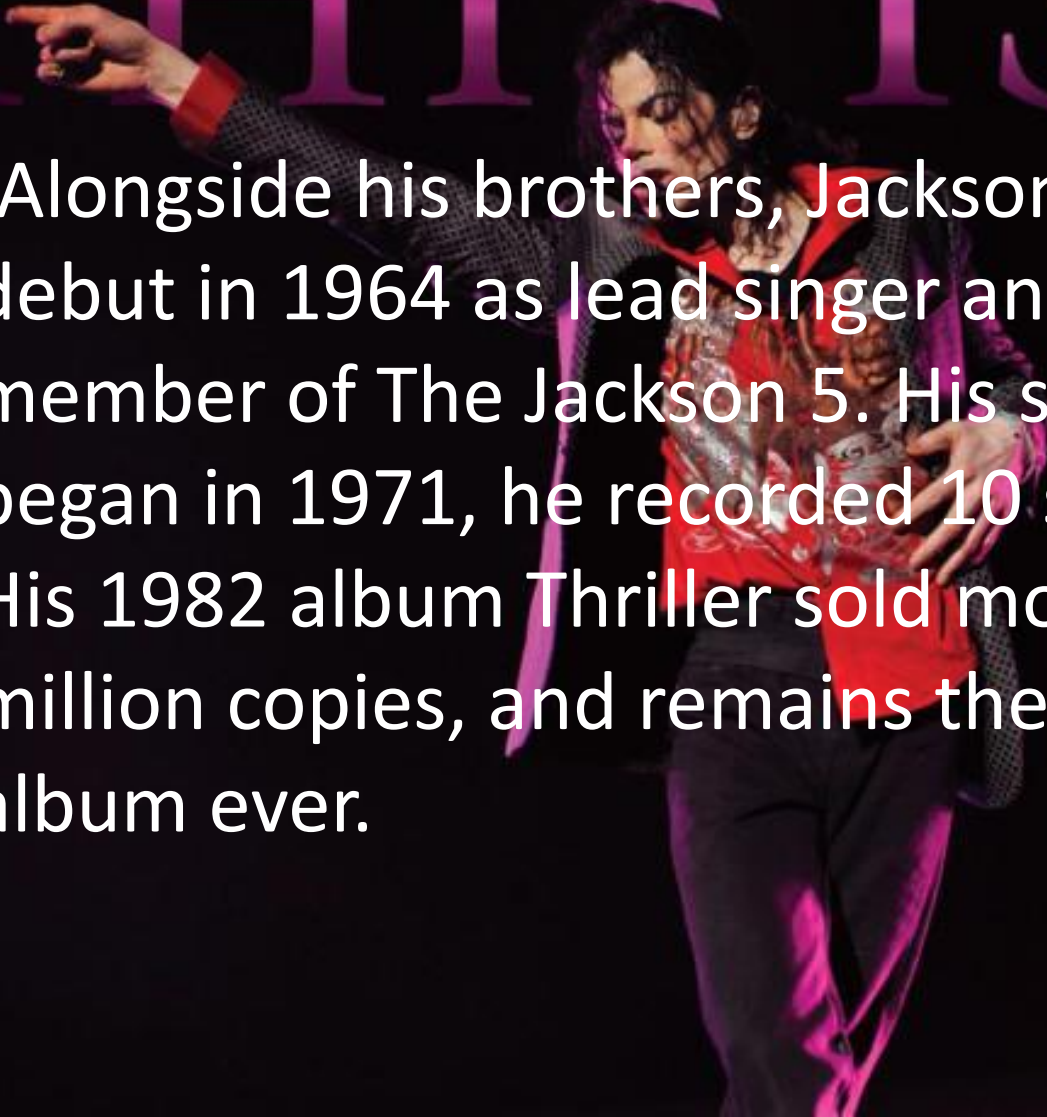 IS
Alongside his brothers, Jackson
debut in 1964 as lead singer an
member of The Jackson 5. His s
began in 1971, he recorded 10 s
His 1982 album Thriller sold mo
million copies, and remains the
album ever.